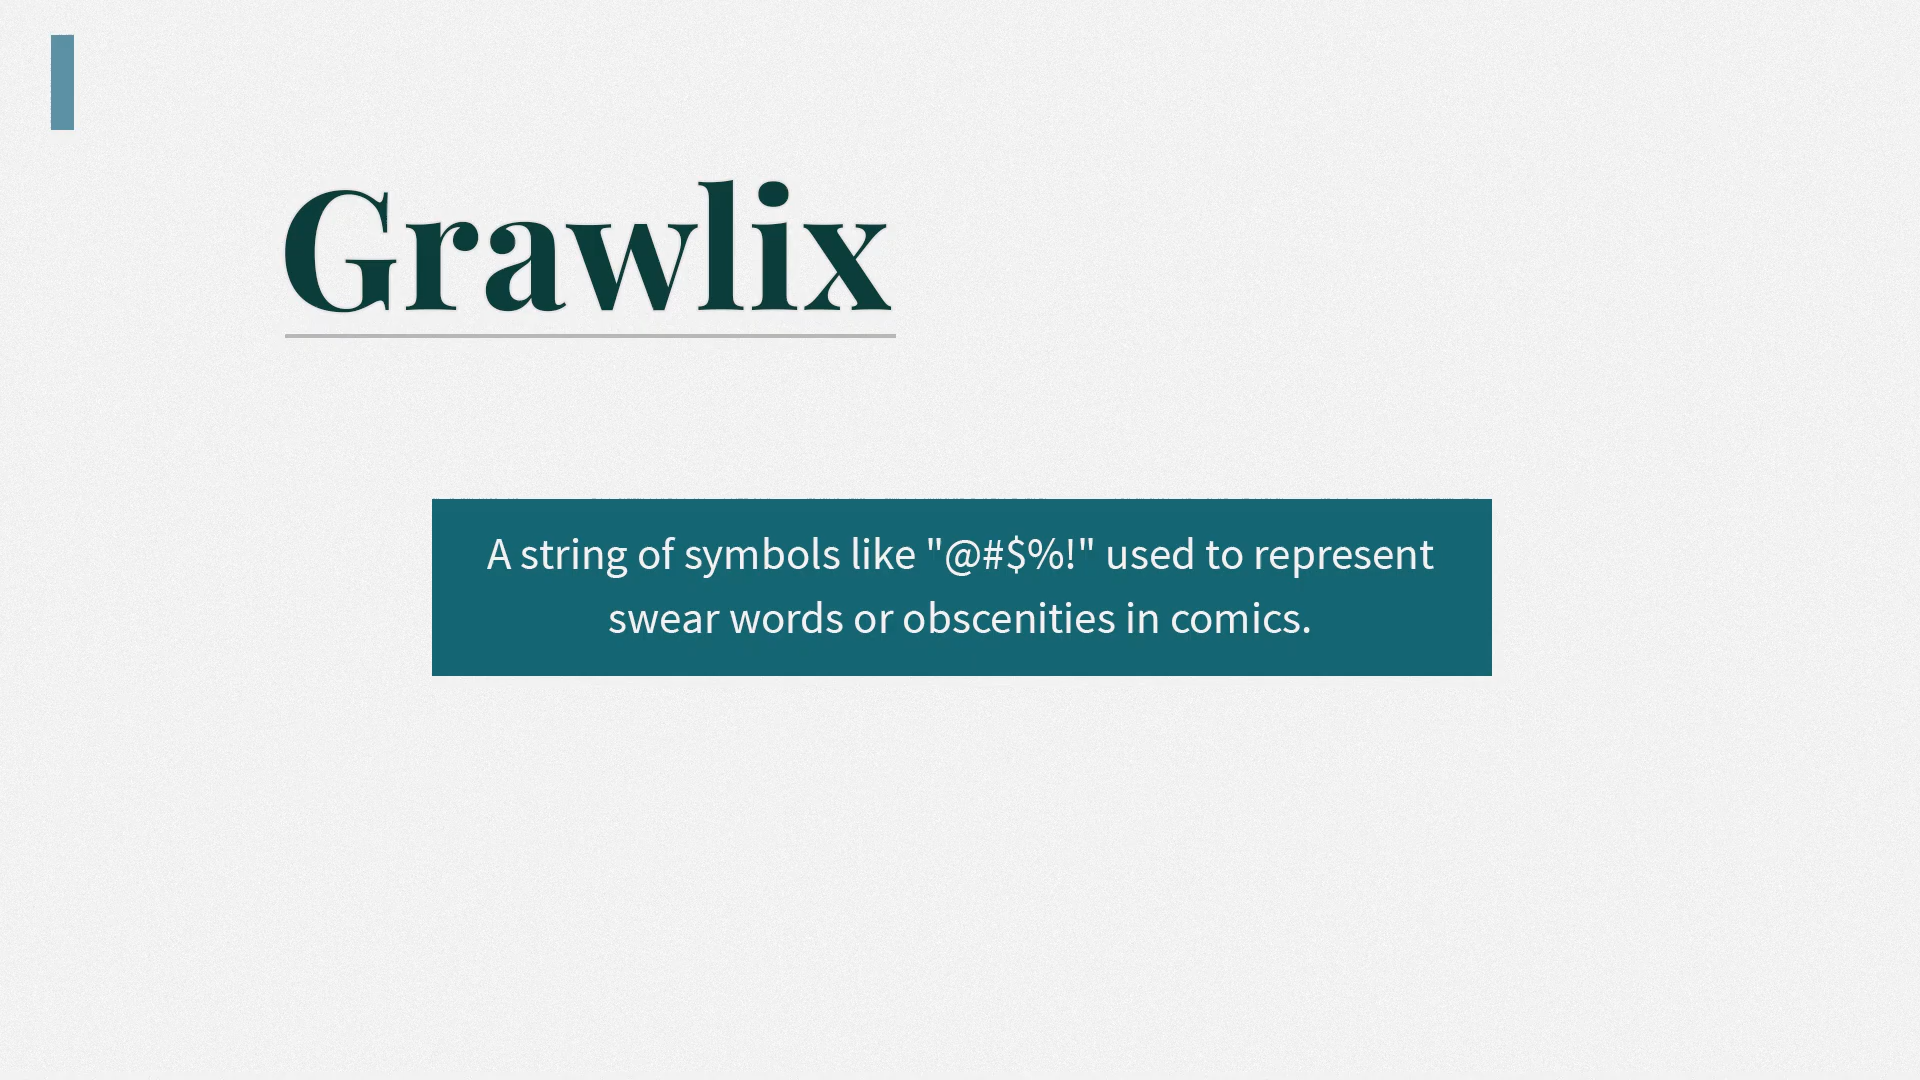 Grawlix
A string of symbols like "@#$%!" used to represent
swear words or obscenities in comics.